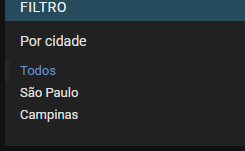 FILTRO
Por cidade
Todos
São Paulo
Campinas